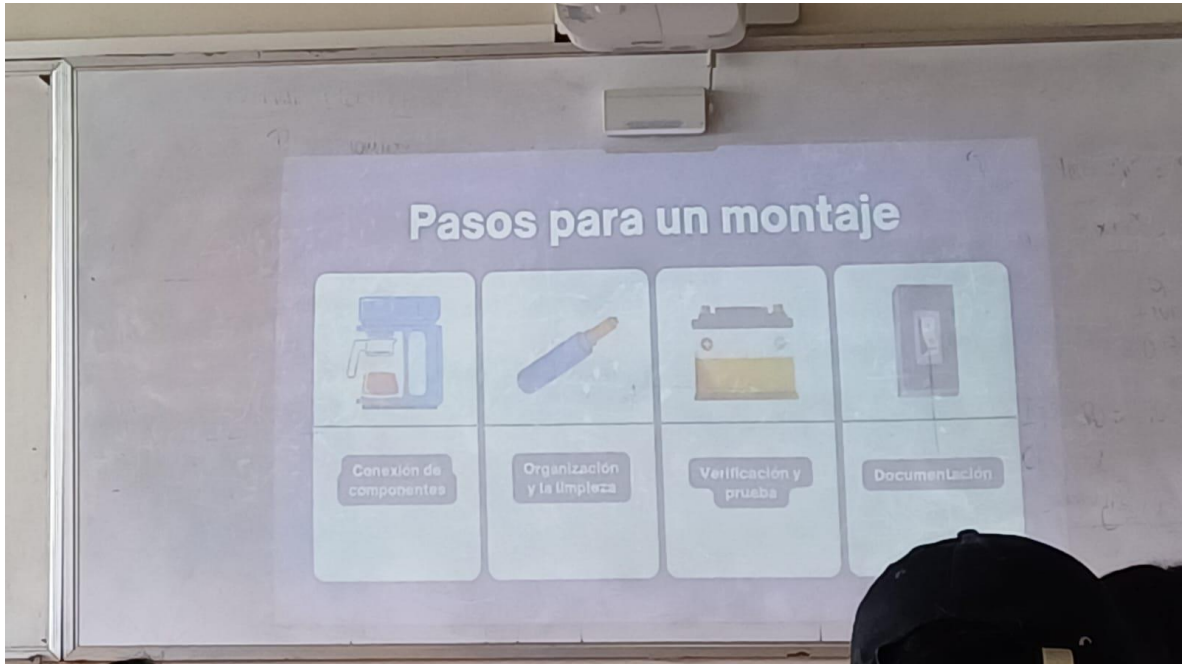 Pasos para un montaje
Conexión de
componentes
Organización
y la limpieza
Verificación y
prueba
Documentación